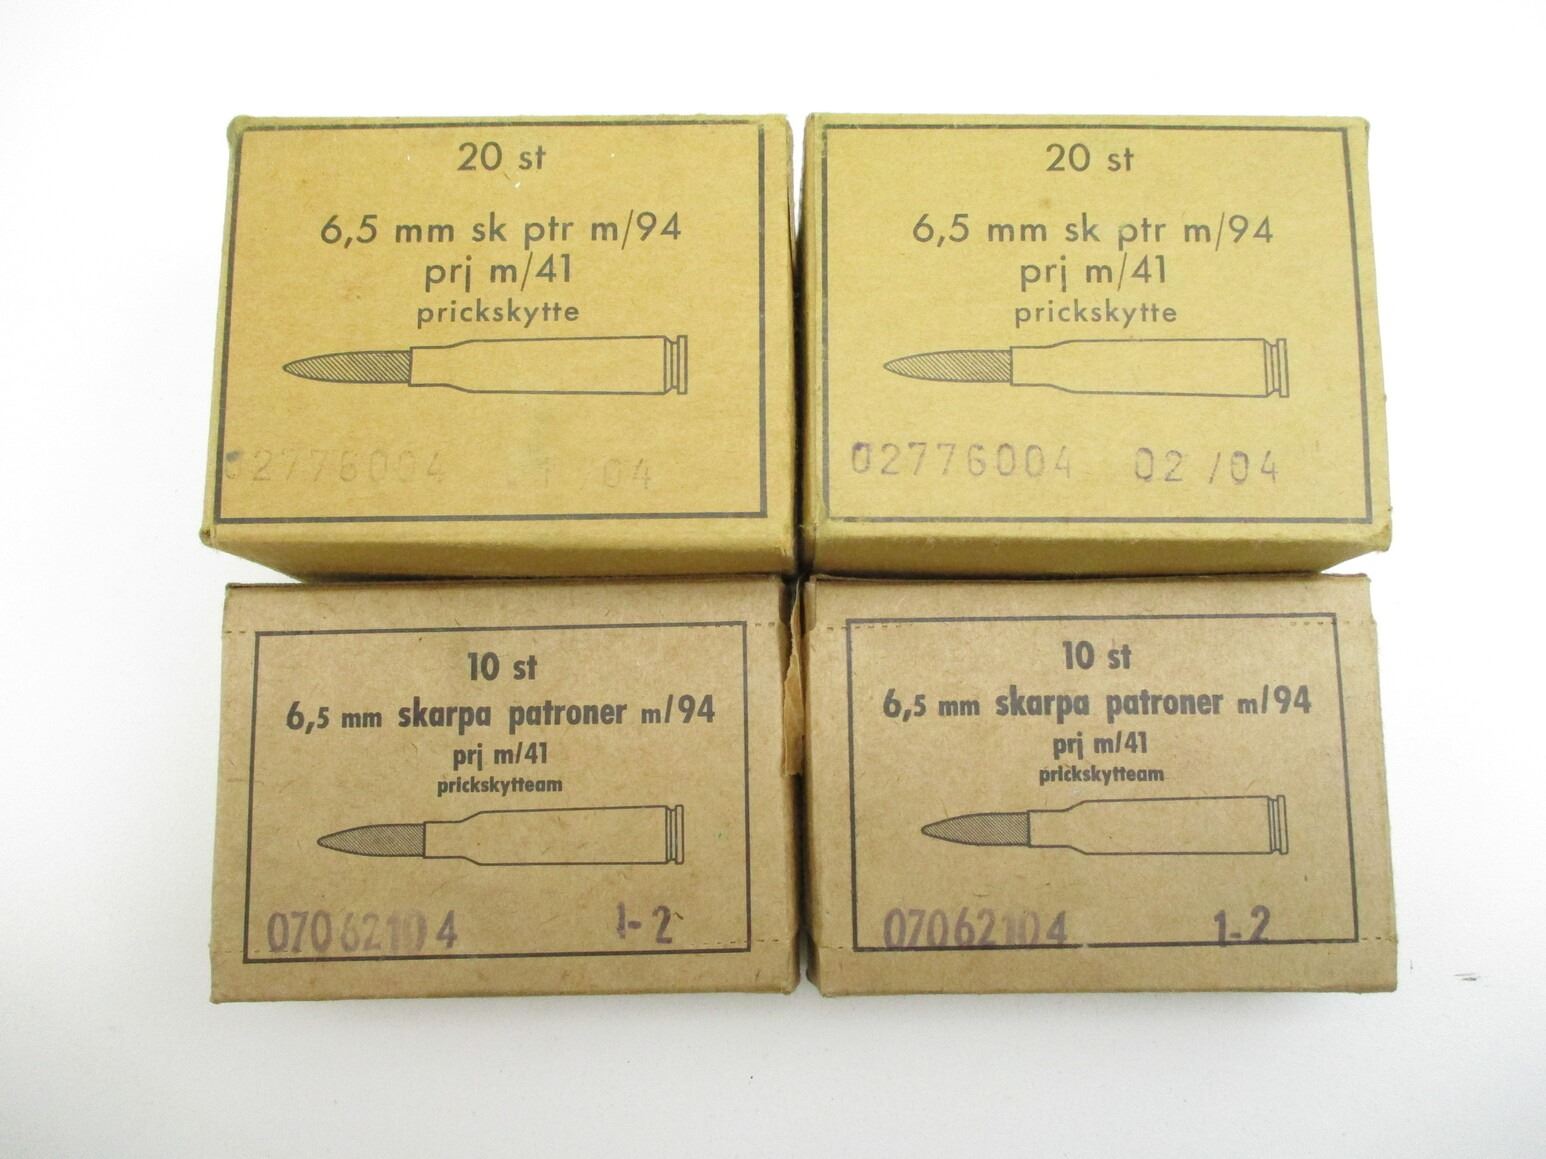 20 st
6,5 mm sk ptr m/94
prj m/41
prickskytte
02776004 /04
20 st
6,5 mm sk ptr m/94
prj m/41
prickskytte
02776004 02 /04
10 st
6,5 mm skarpa patroner m/94
prj m/41
prickskytteam
07062104 1-2
10 st
6,5 mm skarpa patroner m/94
prj m/41
prickskytteam
07062104 1-2